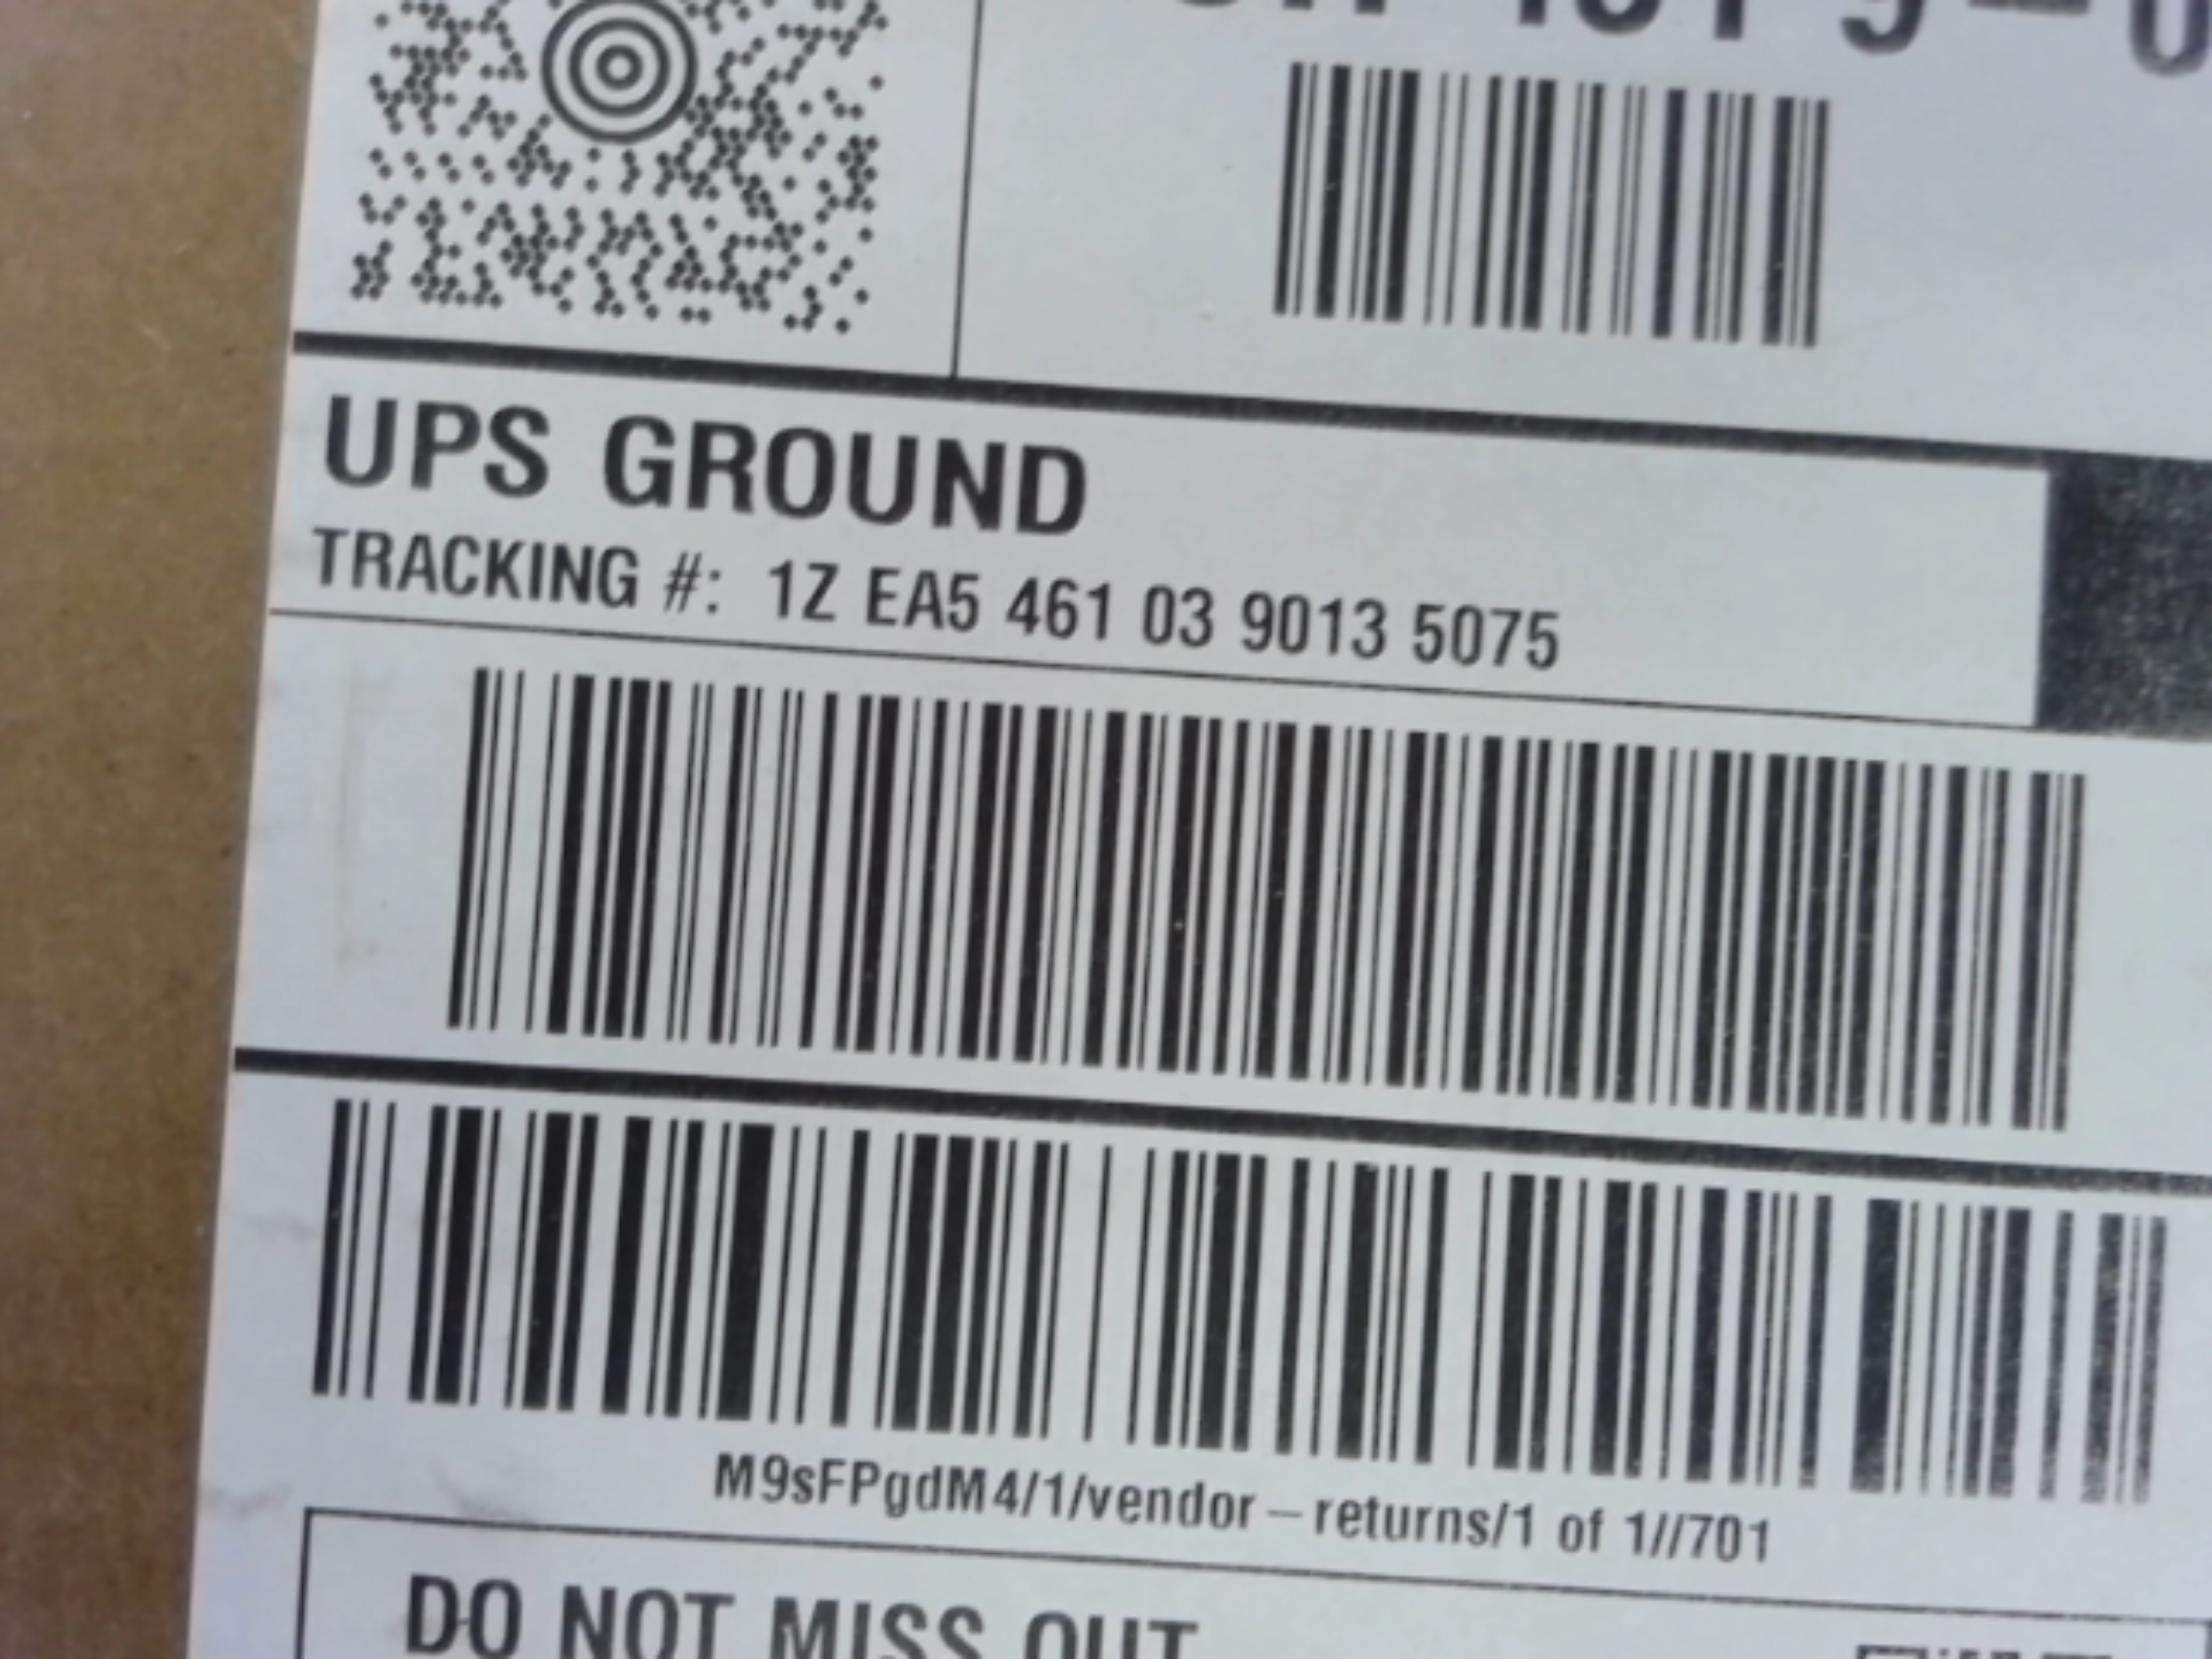 UPS GROUND
TRACKING #: 1Z EA5 461 03 9013 5075
M9sFPgdM4/1/vendor-returns/1 of 1//701
DO NOT MISS OUT